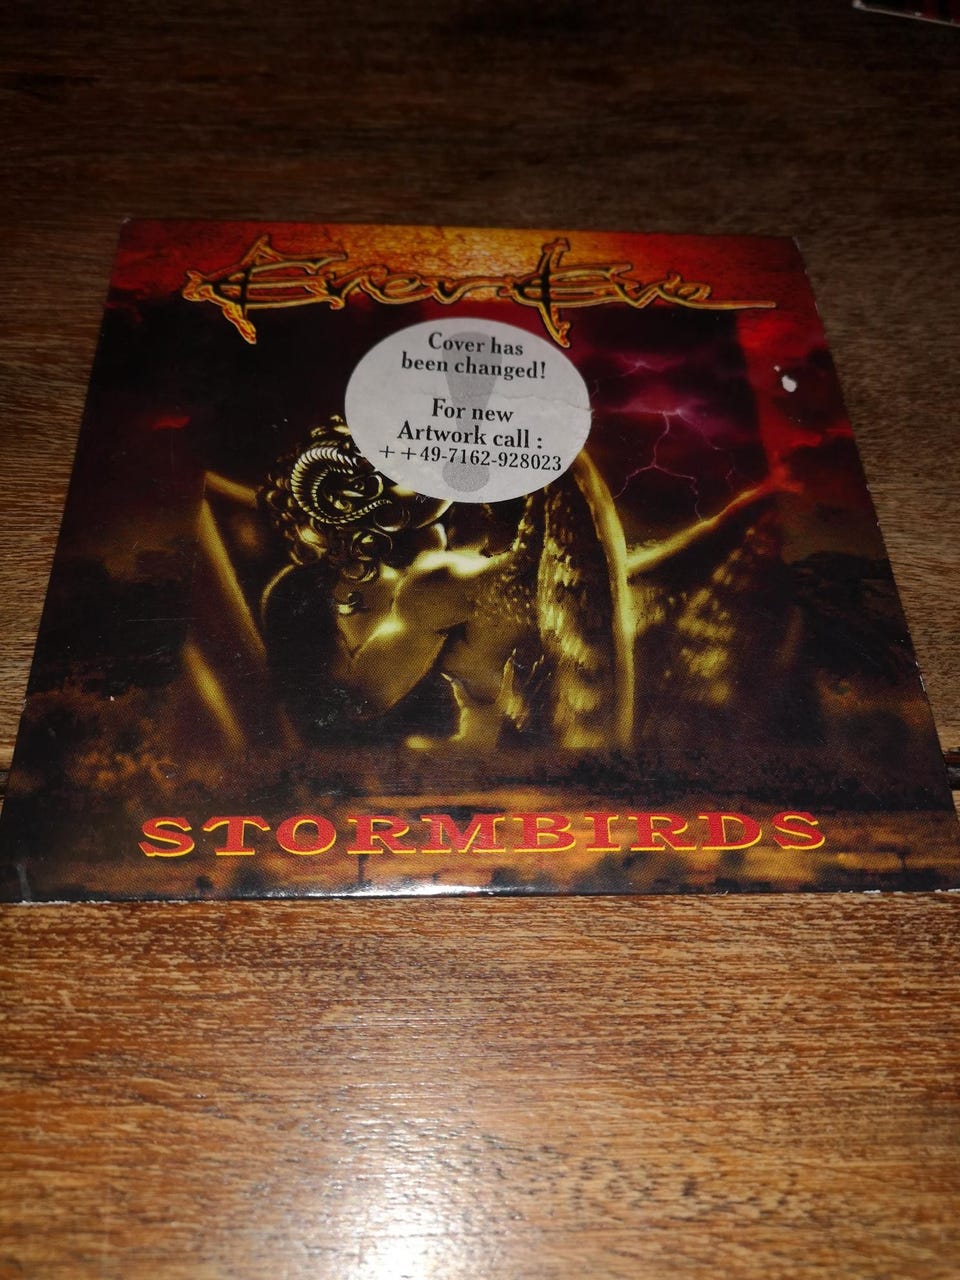 EverEve
Cover has
been changed!
For new
Artwork call :
++49-7162-928023
STORMBIRDS